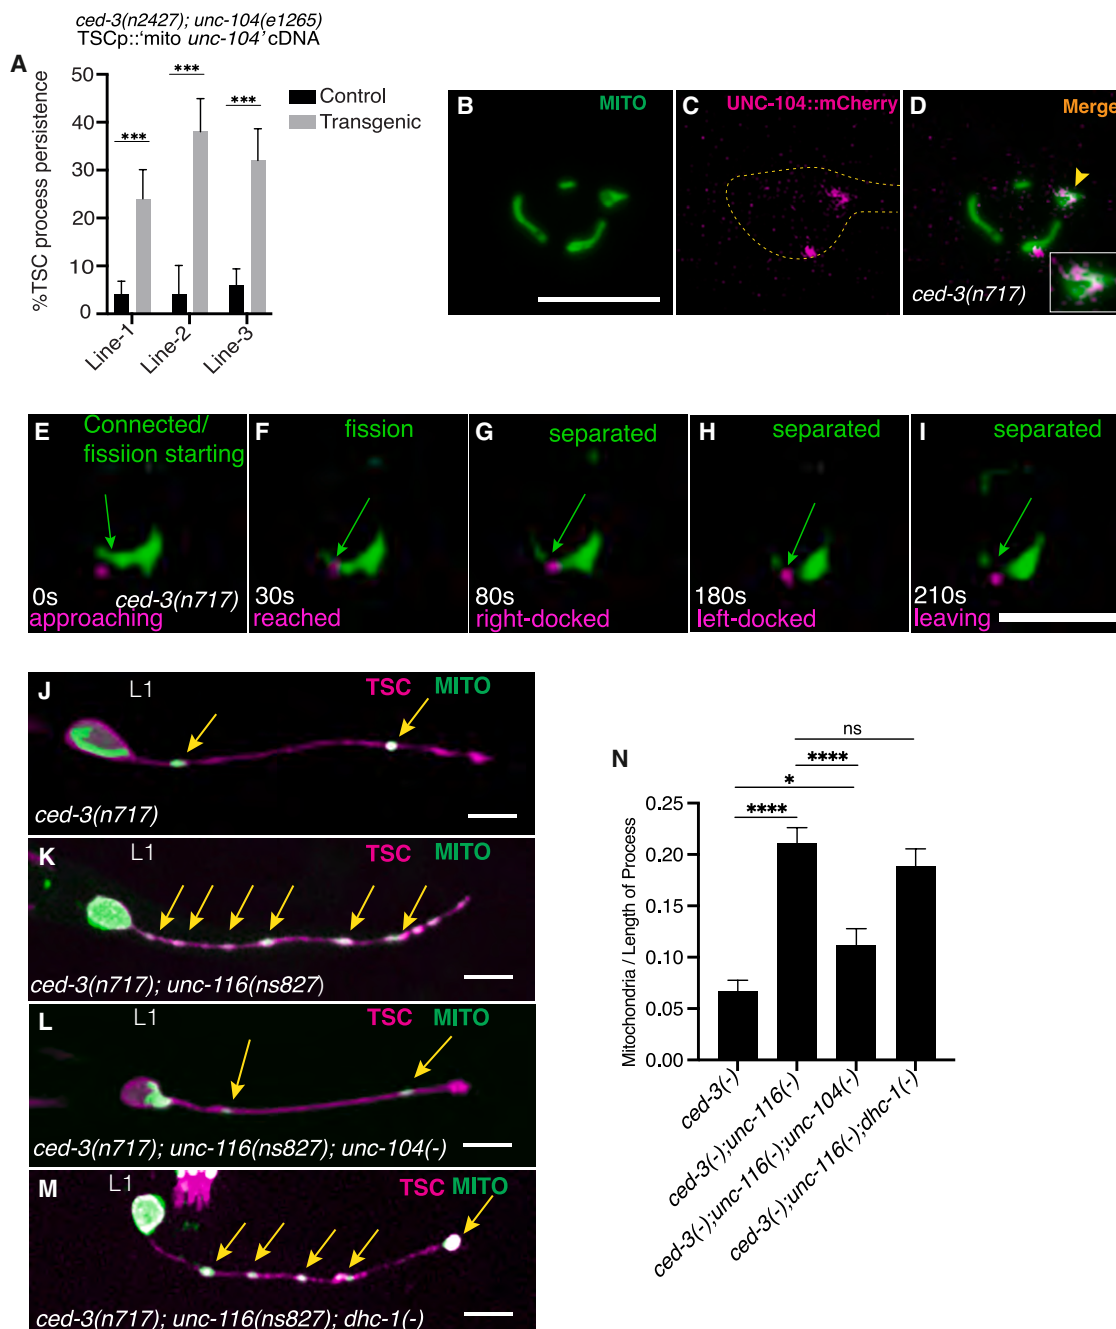 ced-3(n2427); unc-104(e1265)
TSCp::'mito unc-104' cDNA
A
%TSC process persistence
50
40
30
20
10
0
***
***
***
Line-1
Line-2
Line-3
Control
Transgenic
B
MITO
C
UNC-104::mCherry
D
Merge
ced-3(n717)
E
Connected/
fissiion starting
0s
ced-3(n717)
approaching
F
fission
30s
reached
G
separated
80s
right-docked
H
separated
180s
left-docked
I
separated
210s
leaving
J
L1
TSC MITO
ced-3(n717)
K
L1
TSC MITO
ced-3(n717); unc-116(ns827)
L
L1
TSC MITO
ced-3(n717); unc-116(ns827); unc-104(-)
M
L1
TSC MITO
ced-3(n717); unc-116(ns827); dhc-1(-)
N
Mitochondria / Length of Process
0.25
0.20
0.15
0.10
0.05
0.00
ns
****
*
****
ced-3(-)
ced-3(-);unc-116(-)
ced-3(-);unc-116(-);unc-104(-)
ced-3(-);unc-116(-);dhc-1(-)